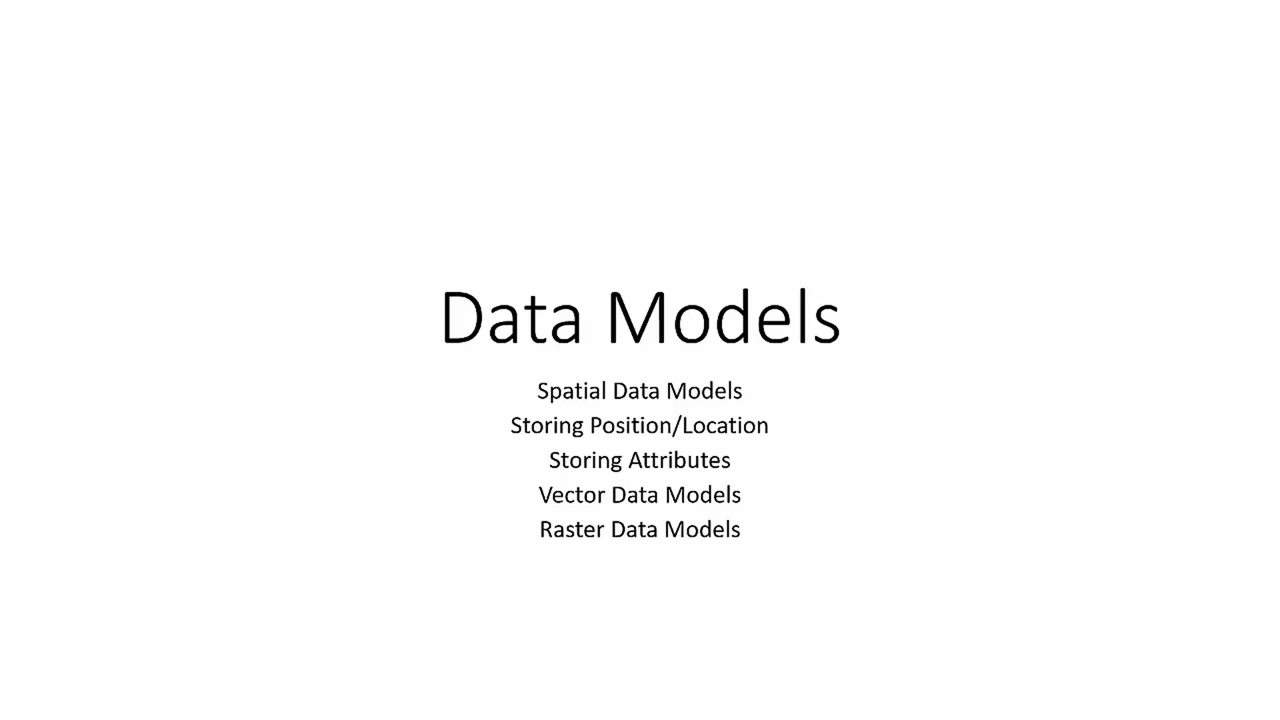 Data Models
Spatial Data Models
Storing Position/Location
Storing Attributes
Vector Data Models
Raster Data Models